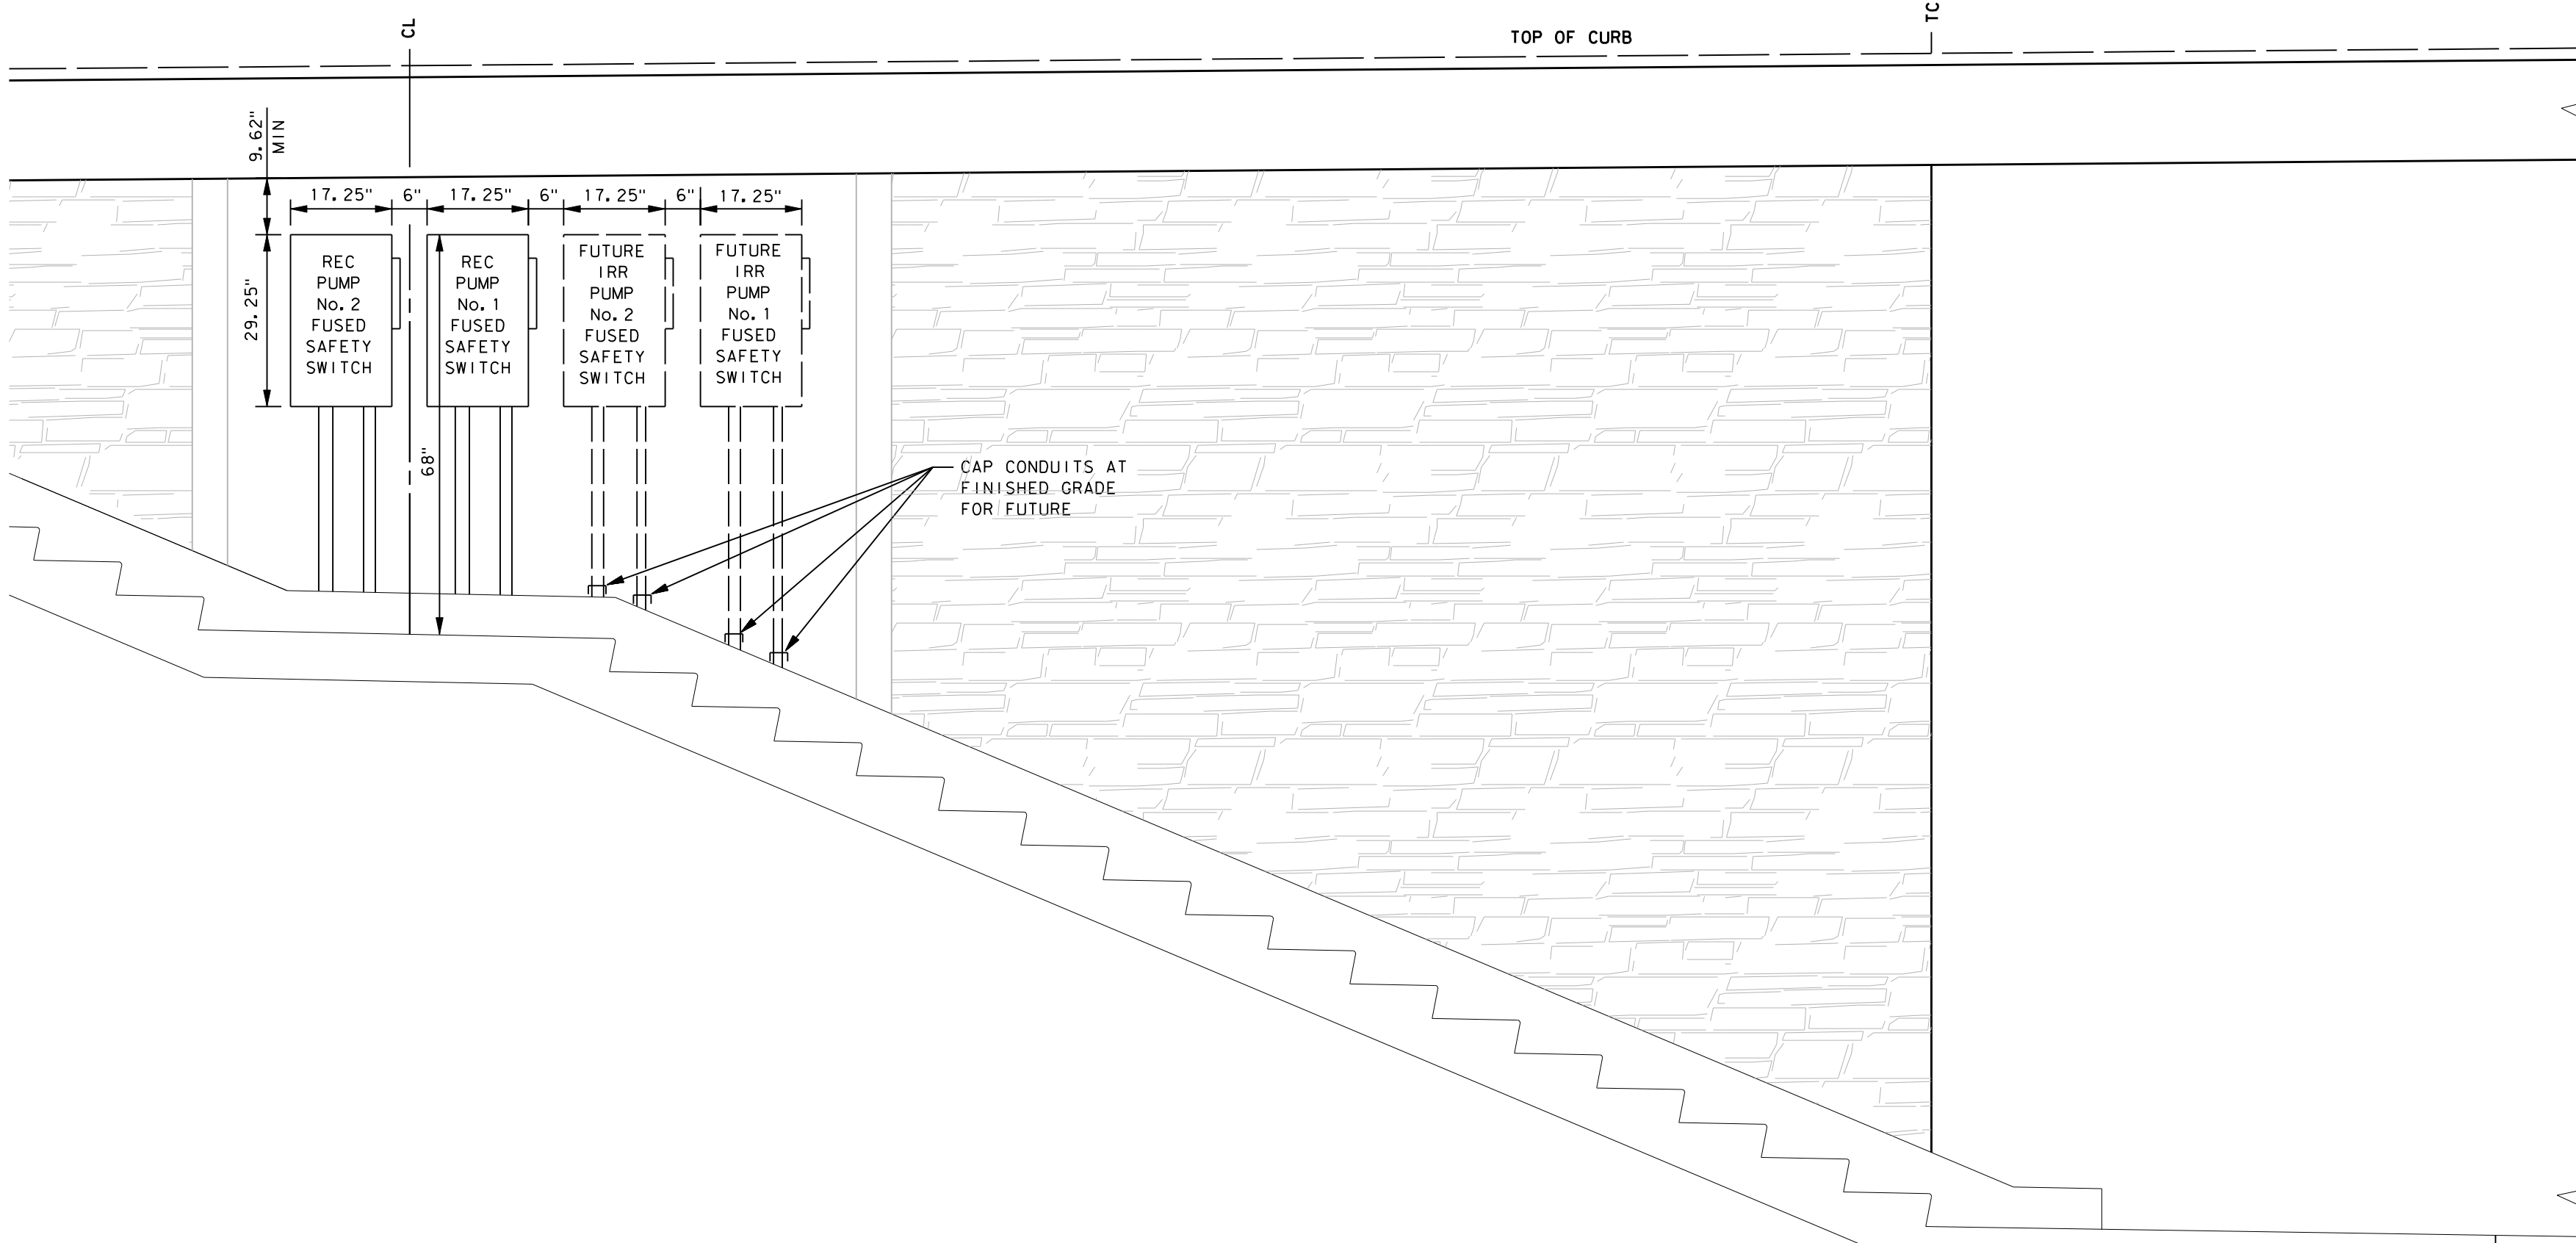 CL
TC
TOP OF CURB
9.62"
MIN
17.25" 6" 17.25" 6" 17.25" 6" 17.25"
29.25"
REC
PUMP
No. 2
FUSED
SAFETY
SWITCH
REC
PUMP
No. 1
FUSED
SAFETY
SWITCH
FUTURE
IRR
PUMP
No. 2
FUSED
SAFETY
SWITCH
FUTURE
IRR
PUMP
No. 1
FUSED
SAFETY
SWITCH
68"
CAP CONDUITS AT
FINISHED GRADE
FOR FUTURE